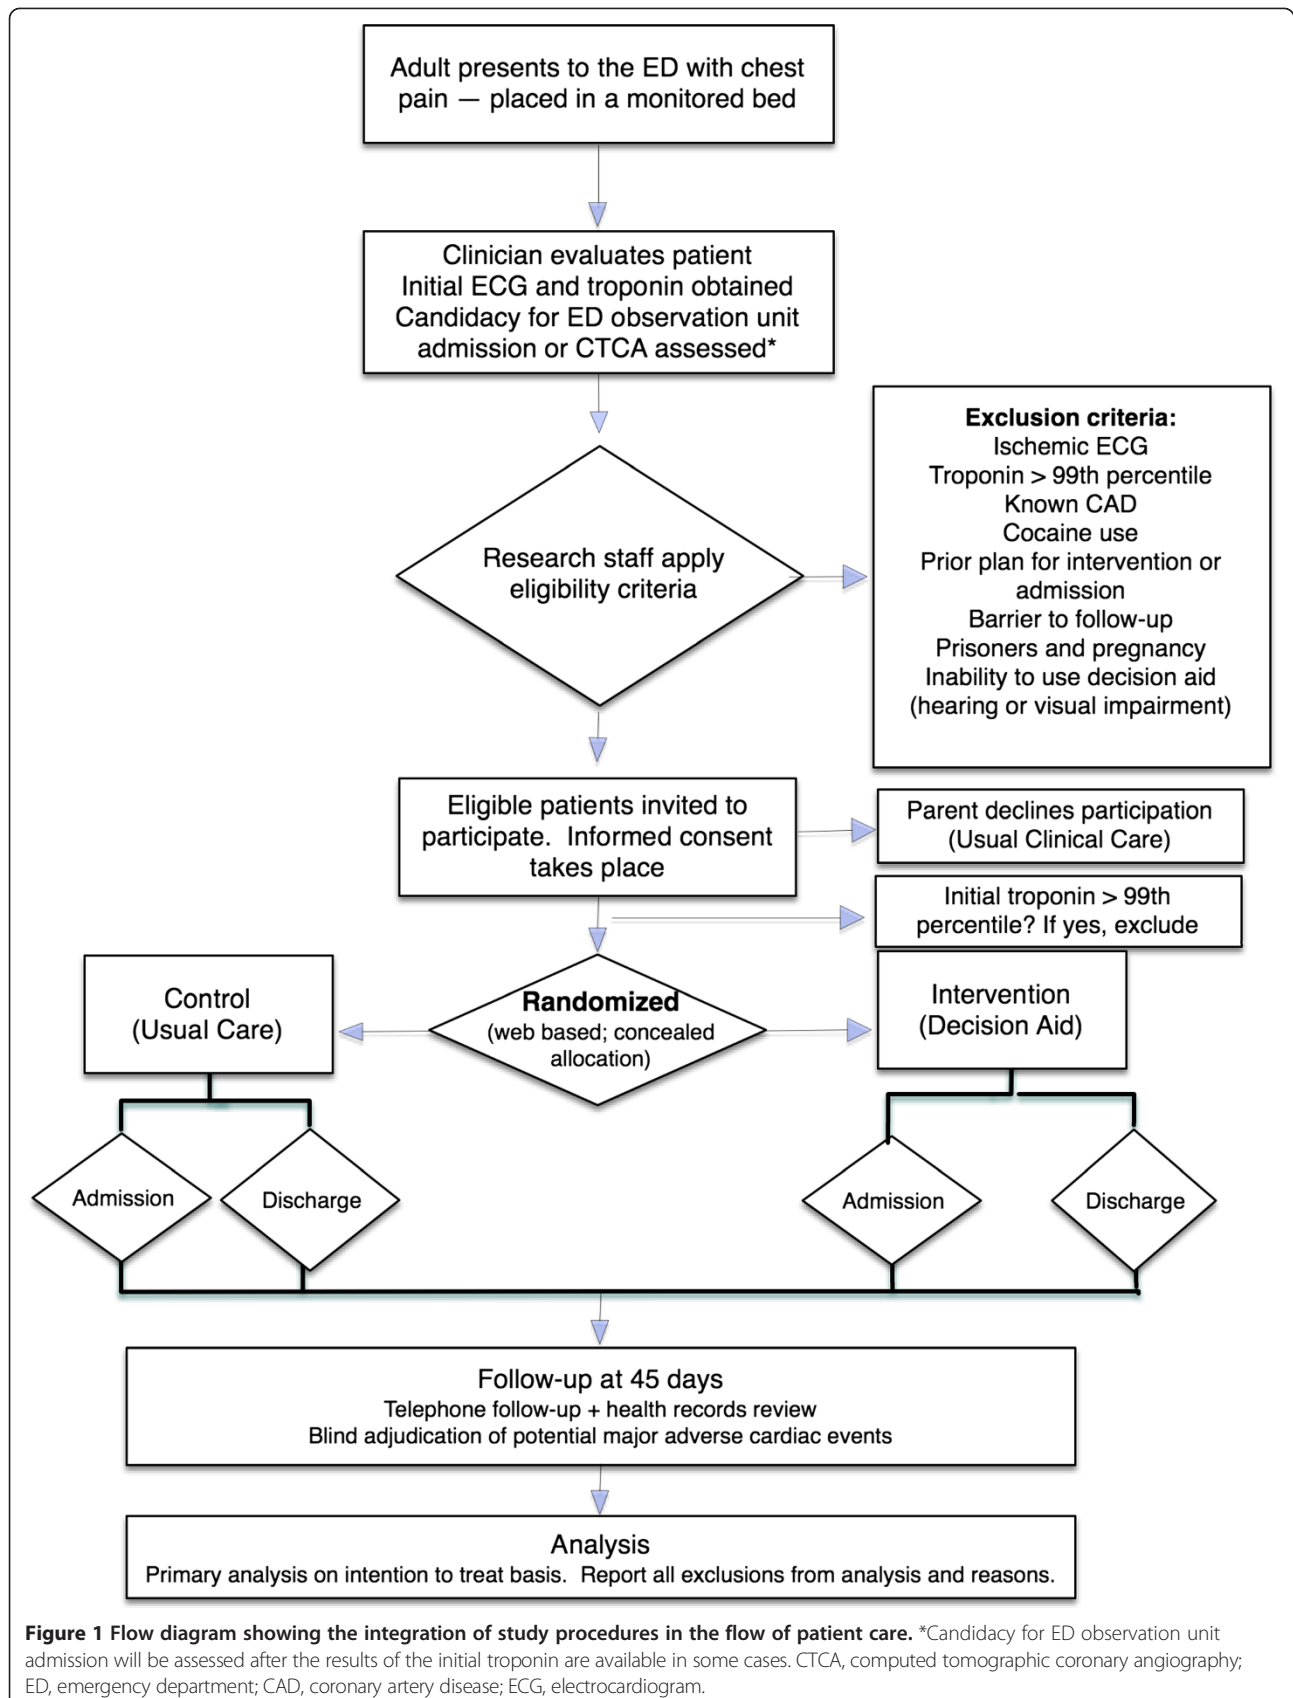 Adult presents to the ED with chest
pain — placed in a monitored bed
Clinician evaluates patient
Initial ECG and troponin obtained
Candidacy for ED observation unit
admission or CTCA assessed*
Exclusion criteria:
Ischemic ECG
Troponin > 99th percentile
Known CAD
Cocaine use
Prior plan for intervention or
admission
Barrier to follow-up
Prisoners and pregnancy
Inability to use decision aid
(hearing or visual impairment)
Research staff apply
eligibility criteria
Eligible patients invited to
participate. Informed consent
takes place
Parent declines participation
(Usual Clinical Care)
Initial troponin > 99th
percentile? If yes, exclude
Control
(Usual Care)
Randomized
(web based; concealed
allocation)
Intervention
(Decision Aid)
Admission
Discharge
Admission
Discharge
Follow-up at 45 days
Telephone follow-up + health records review
Blind adjudication of potential major adverse cardiac events
Analysis
Primary analysis on intention to treat basis. Report all exclusions from analysis and reasons.
Figure 1 Flow diagram showing the integration of study procedures in the flow of patient care. *Candidacy for ED observation unit
admission will be assessed after the results of the initial troponin are available in some cases. CTCA, computed tomographic coronary angiography;
ED, emergency department; CAD, coronary artery disease; ECG, electrocardiogram.